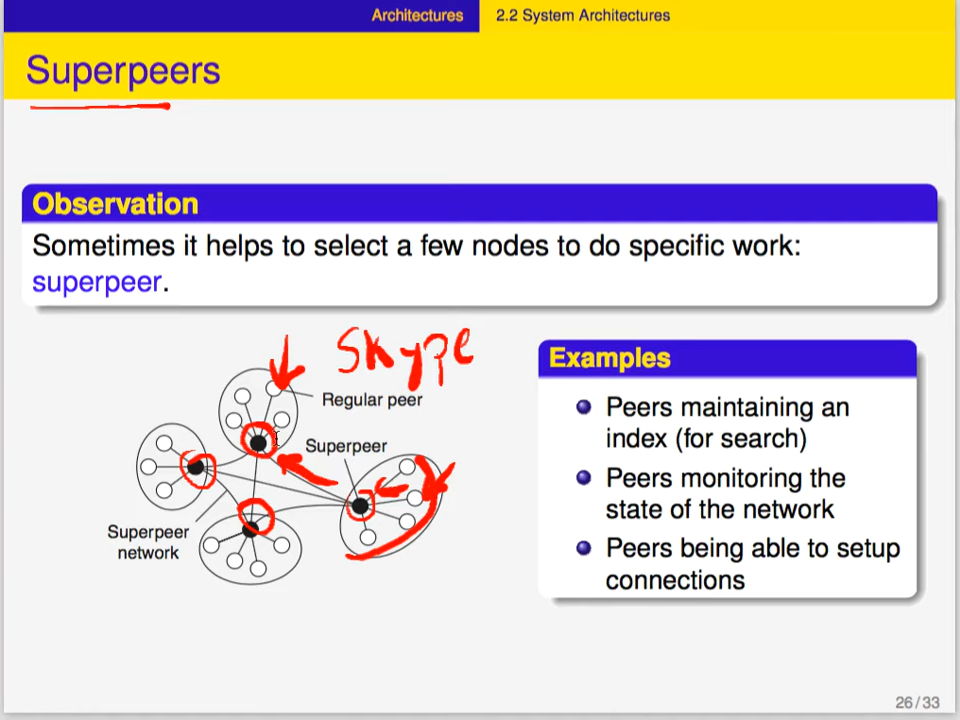 Architectures 2.2 System Architectures
Superpeers
Observation
Sometimes it helps to select a few nodes to do specific work:
superpeer.
Skype
Regular peer
Superpeer
Superpeer
network
Examples
Peers maintaining an
index (for search)
Peers monitoring the
state of the network
Peers being able to setup
connections
26/33